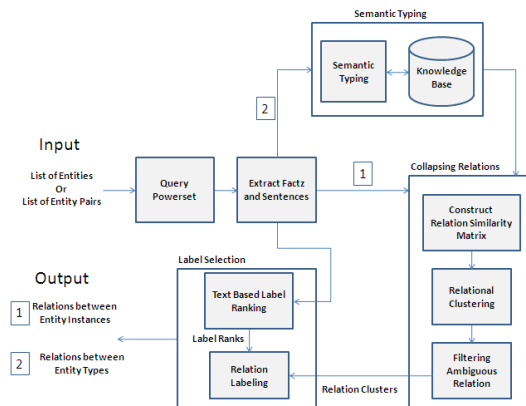 Semantic Typing
Semantic
Typing
Knowledge
Base
2
Input
List of Entities
Or
List of Entity Pairs
Query
Powerset
Extract Factz
and Sentences
1
Collapsing Relations
Construct
Relation Similarity
Matrix
Relational
Clustering
Filtering
Ambiguous
Relation
Label Selection
Text Based Label
Ranking
Label Ranks
Relation
Labeling
Relation Clusters
Output
1 Relations between
Entity Instances
2 Relations between
Entity Types